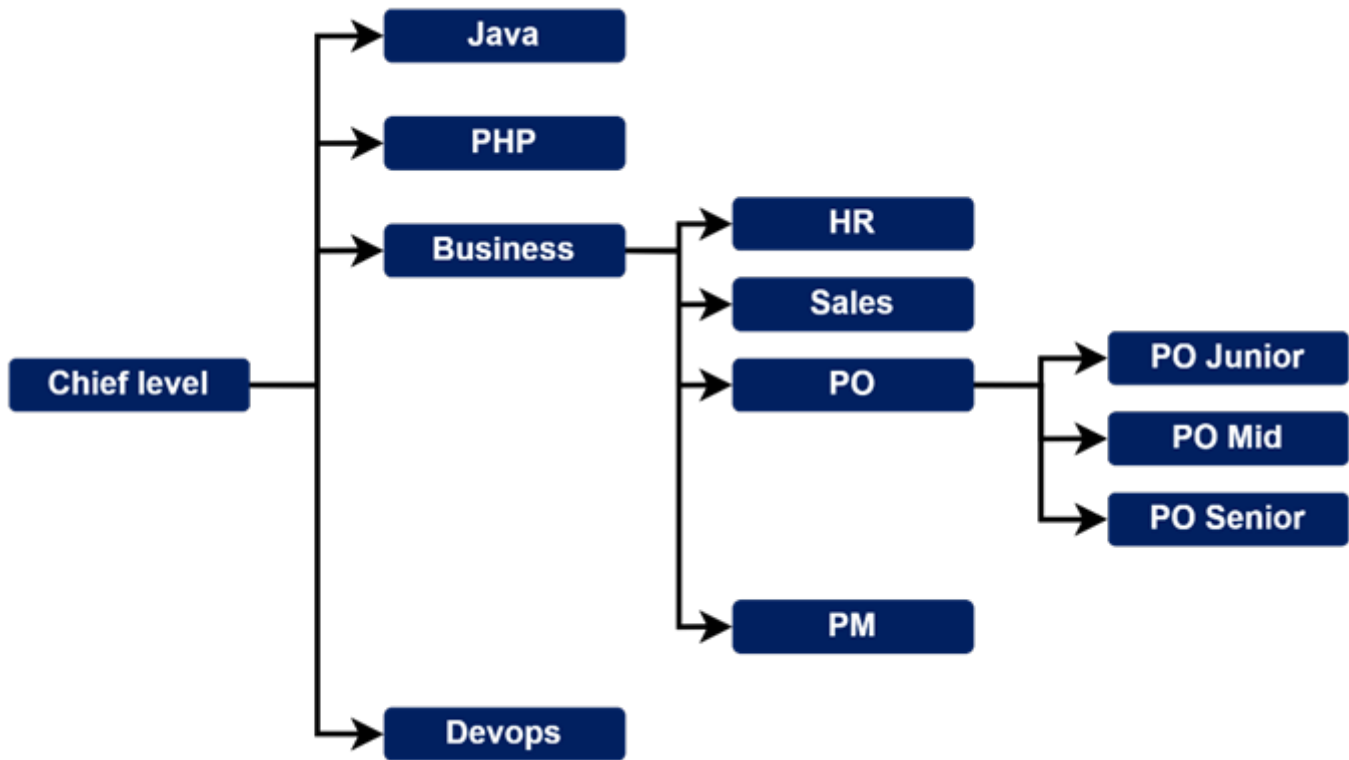 Java
PHP
Business
HR
Sales
Chief level
PO
PO Junior
PO Mid
PO Senior
PM
Devops